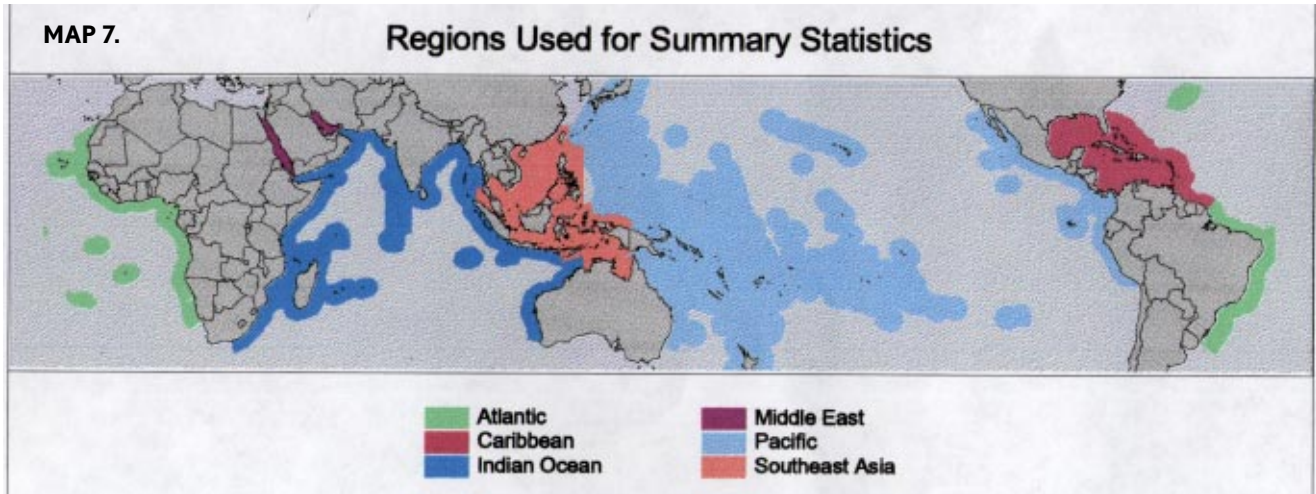 MAP 7.
Regions Used for Summary Statistics
Atlantic
Caribbean
Indian Ocean
Middle East
Pacific
Southeast Asia